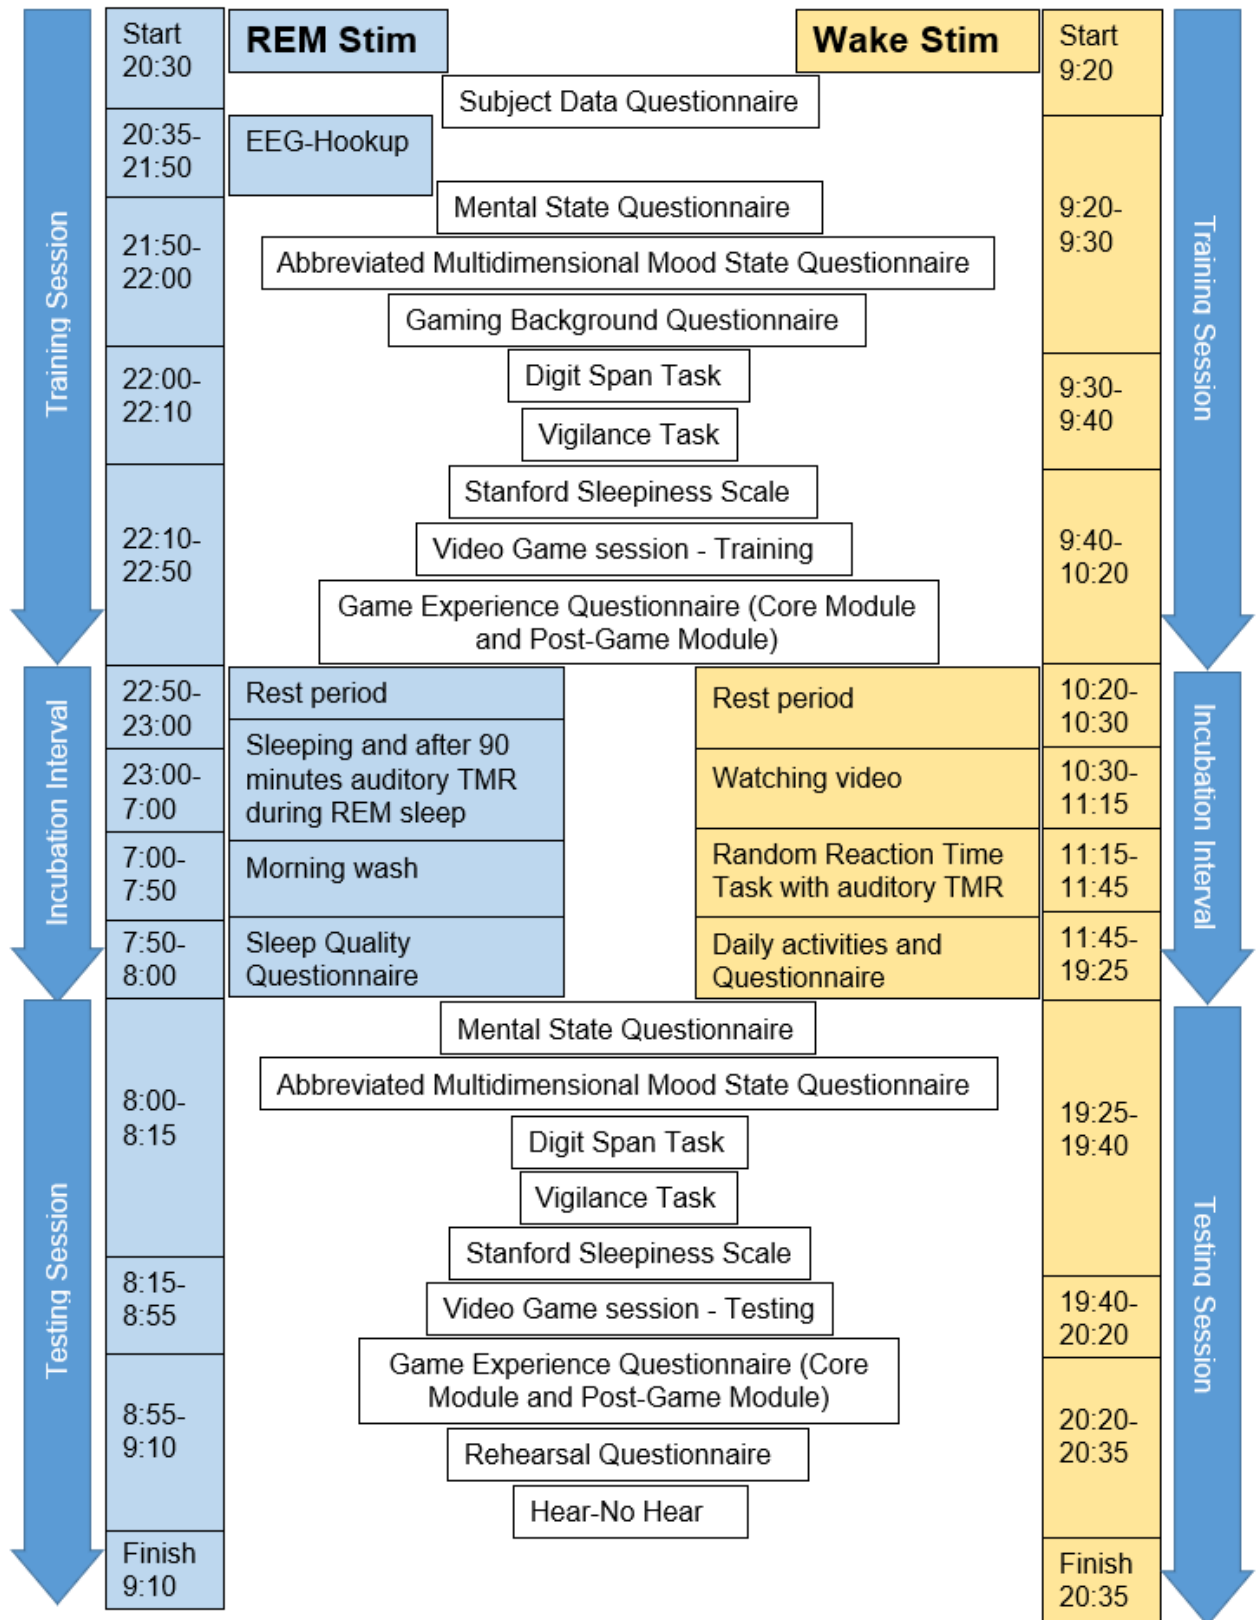 Start
20:30
REM Stim
Wake Stim
Start
9:20
Subject Data Questionnaire
20:35-
21:50
EEG-Hookup
Mental State Questionnaire
9:20-
9:30
21:50-
22:00
Abbreviated Multidimensional Mood State Questionnaire
Gaming Background Questionnaire
Training Session
Training Session
22:00-
22:10
Digit Span Task
Vigilance Task
9:30-
9:40
Stanford Sleepiness Scale
22:10-
22:50
Video Game session - Training
9:40-
10:20
Game Experience Questionnaire (Core Module
and Post-Game Module)
22:50-
23:00
Rest period
Rest period
10:20-
10:30
Incubation Interval
Incubation Interval
23:00-
7:00
Sleeping and after 90
minutes auditory TMR
during REM sleep
Watching video
10:30-
11:15
7:00-
7:50
Morning wash
Random Reaction Time
Task with auditory TMR
11:15-
11:45
7:50-
8:00
Sleep Quality
Questionnaire
Daily activities and
Questionnaire
11:45-
19:25
Mental State Questionnaire
Abbreviated Multidimensional Mood State Questionnaire
8:00-
8:15
Digit Span Task
19:25-
19:40
Vigilance Task
Stanford Sleepiness Scale
Testing Session
Testing Session
8:15-
8:55
Video Game session - Testing
19:40-
20:20
Game Experience Questionnaire (Core
Module and Post-Game Module)
8:55-
9:10
Rehearsal Questionnaire
20:20-
20:35
Hear-No Hear
Finish
9:10
Finish
20:35